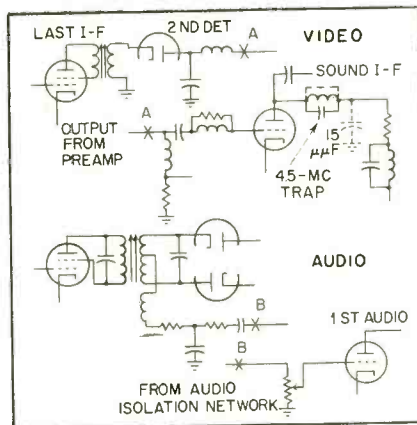 2ND DET
A
VIDEO
LAST I-F
SOUND I-F
A
OUTPUT
FROM
PREAMP
15
µµF
4.5-MC
TRAP
AUDIO
B
1 ST AUDIO
B
FROM AUDIO
ISOLATION NETWORK